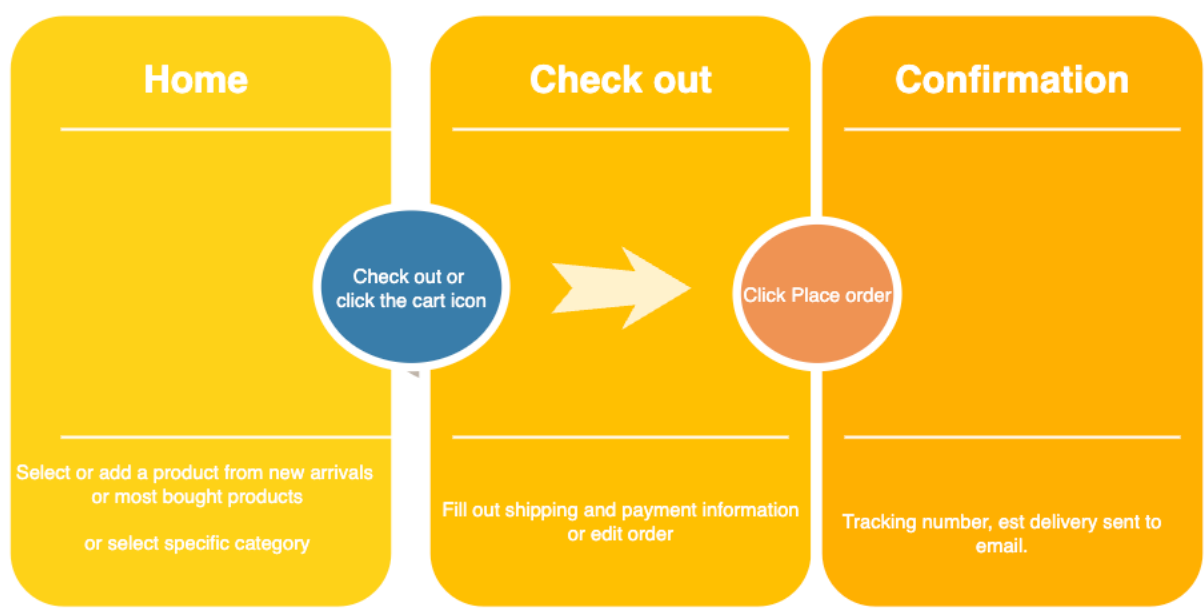 Home
Check out
Confirmation
Check out or
click the cart icon
Click Place order
Select or add a product from new arrivals
or most bought products
or select specific category
Fill out shipping and payment information
or edit order
Tracking number, est delivery sent to
email.